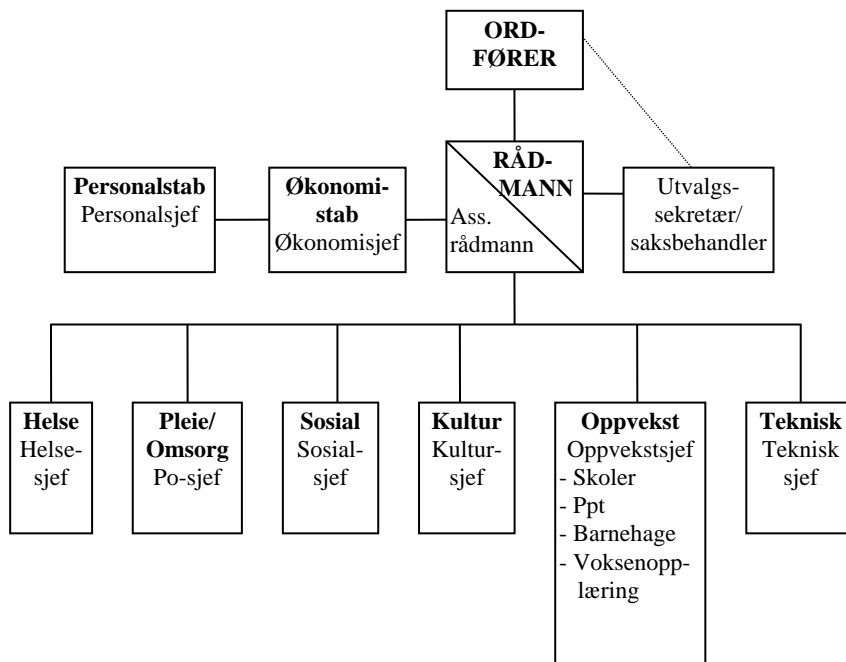 ORD-
FØRER
RÅD-
MANN
Ass.
rådmann
Personalstab
Personalsjef
Økonomi-
stab
Økonomisjef
Utvalgs-
sekretær/
saksbehandler
Helse
Helse-
sjef
Pleie/
Omsorg
Po-sjef
Sosial
Sosial-
sjef
Kultur
Kultur-
sjef
Oppvekst
Oppvekstsjef
- Skoler
- Ppt
- Barnehage
- Voksenopp-
læring
Teknisk
Teknisk
sjef